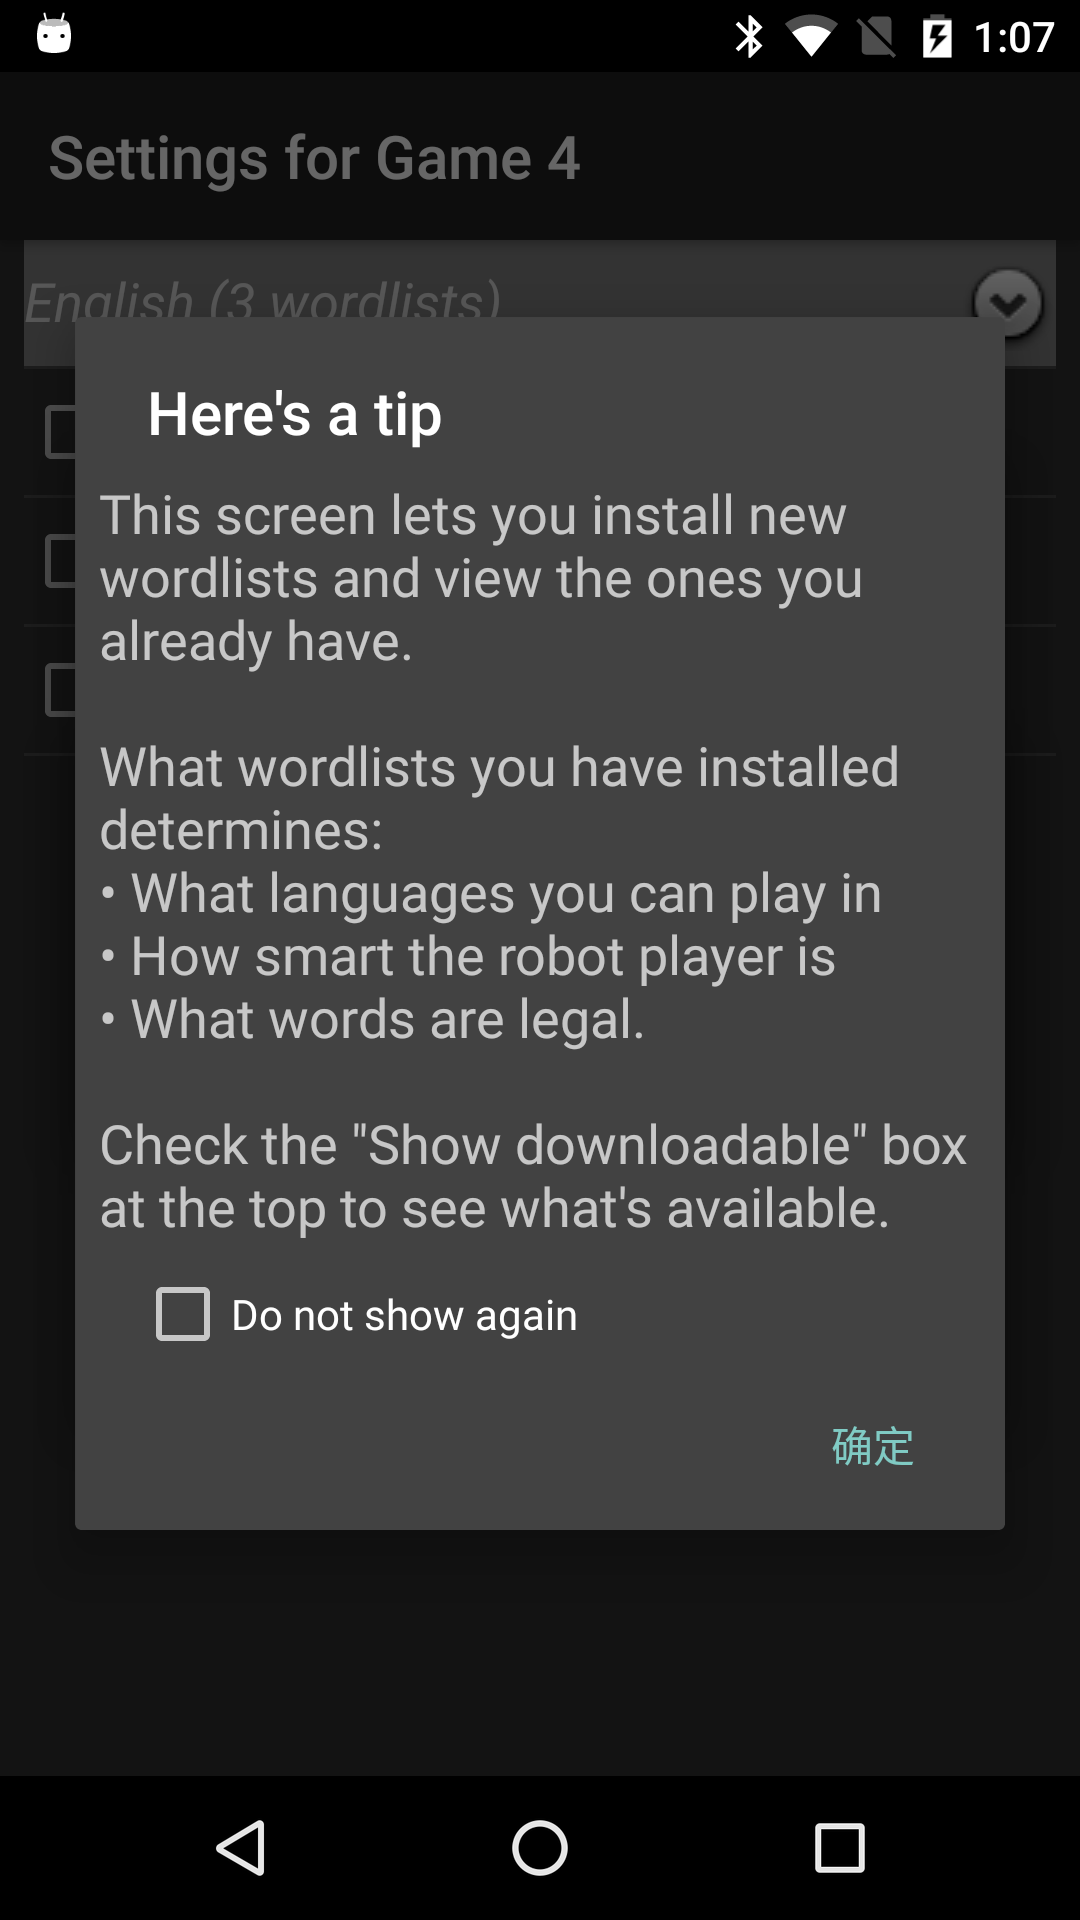 1:07
Settings for Game 4
English (3 wordlists)
Here's a tip
This screen lets you install new
wordlists and view the ones you
already have.
What wordlists you have installed
determines:
• What languages you can play in
• How smart the robot player is
• What words are legal.
Check the "Show downloadable" box
at the top to see what's available.
Do not show again
确定